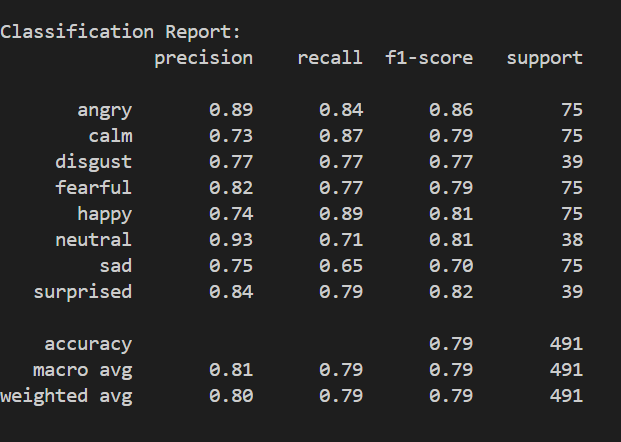 Classification Report:
precision recall f1-score support
angry 0.89 0.84 0.86 75
calm 0.73 0.87 0.79 75
disgust 0.77 0.77 0.77 39
fearful 0.82 0.77 0.79 75
happy 0.74 0.89 0.81 75
neutral 0.93 0.71 0.81 38
sad 0.75 0.65 0.70 75
surprised 0.84 0.79 0.82 39
accuracy 0.79 491
macro avg 0.81 0.79 0.79 491
weighted avg 0.80 0.79 0.79 491